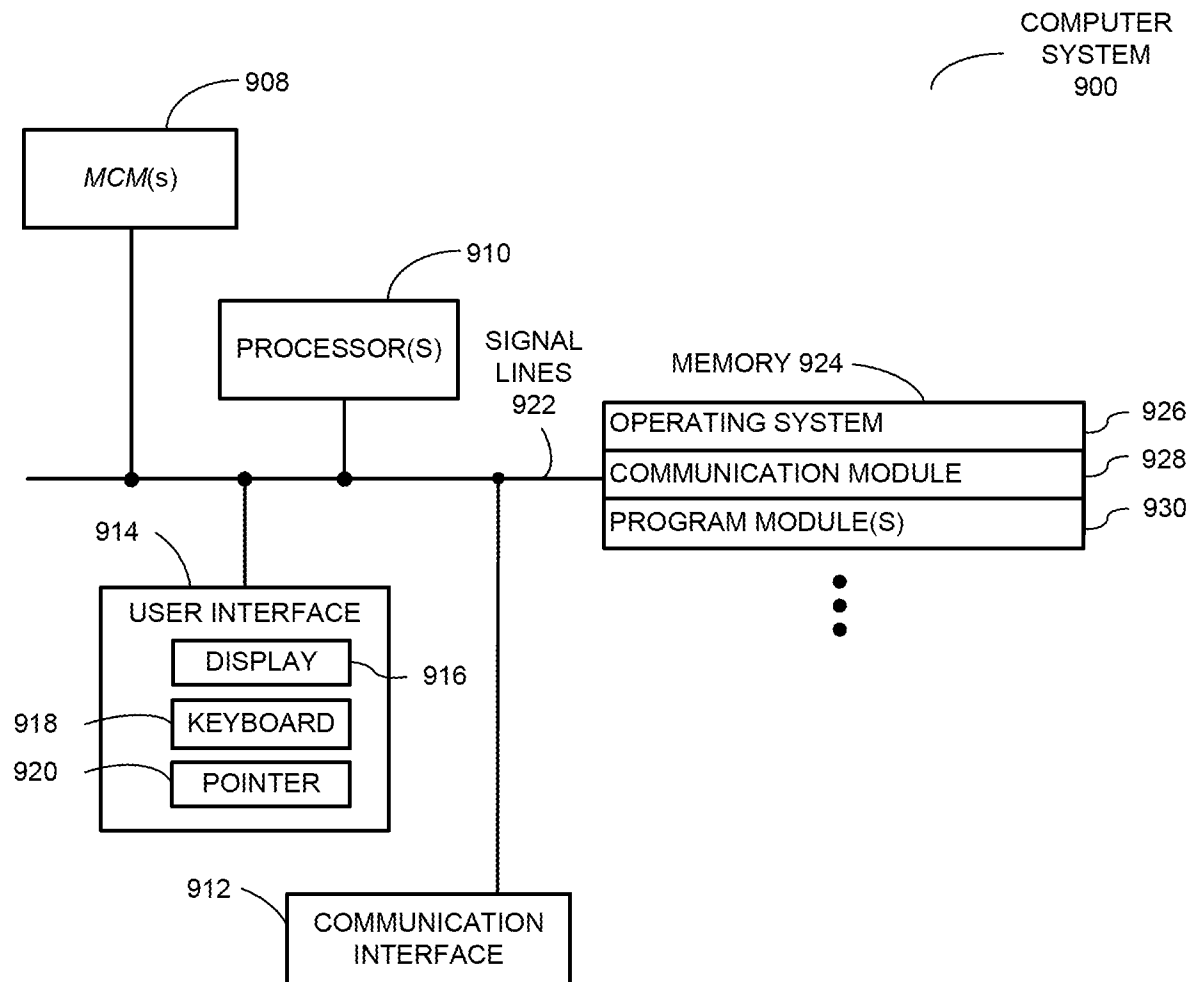 COMPUTER
SYSTEM
900
908
MCM(s)
910
PROCESSOR(S)
SIGNAL
LINES
922
MEMORY 924
OPERATING SYSTEM
926
COMMUNICATION MODULE
928
PROGRAM MODULE(S)
930
914
USER INTERFACE
DISPLAY
916
918
KEYBOARD
920
POINTER
912
COMMUNICATION
INTERFACE